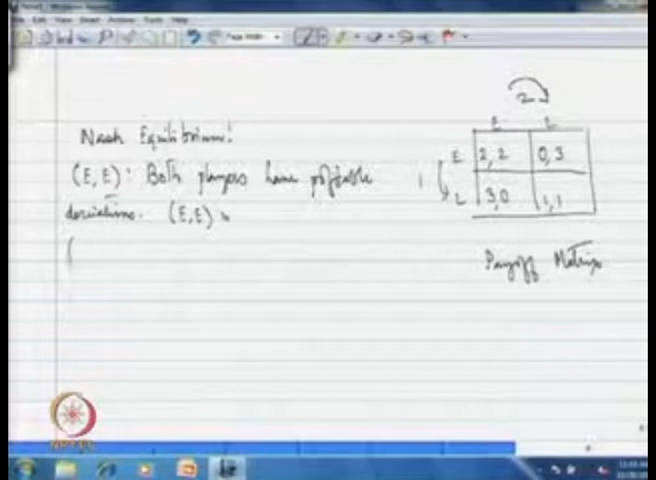 Nash Equilibrium:
(E, E): Both players have profitable
deviations. (E, E) is
(
2
E L
1 E 2, 2 0, 3
L 3, 0 1, 1
Payoff Matrix